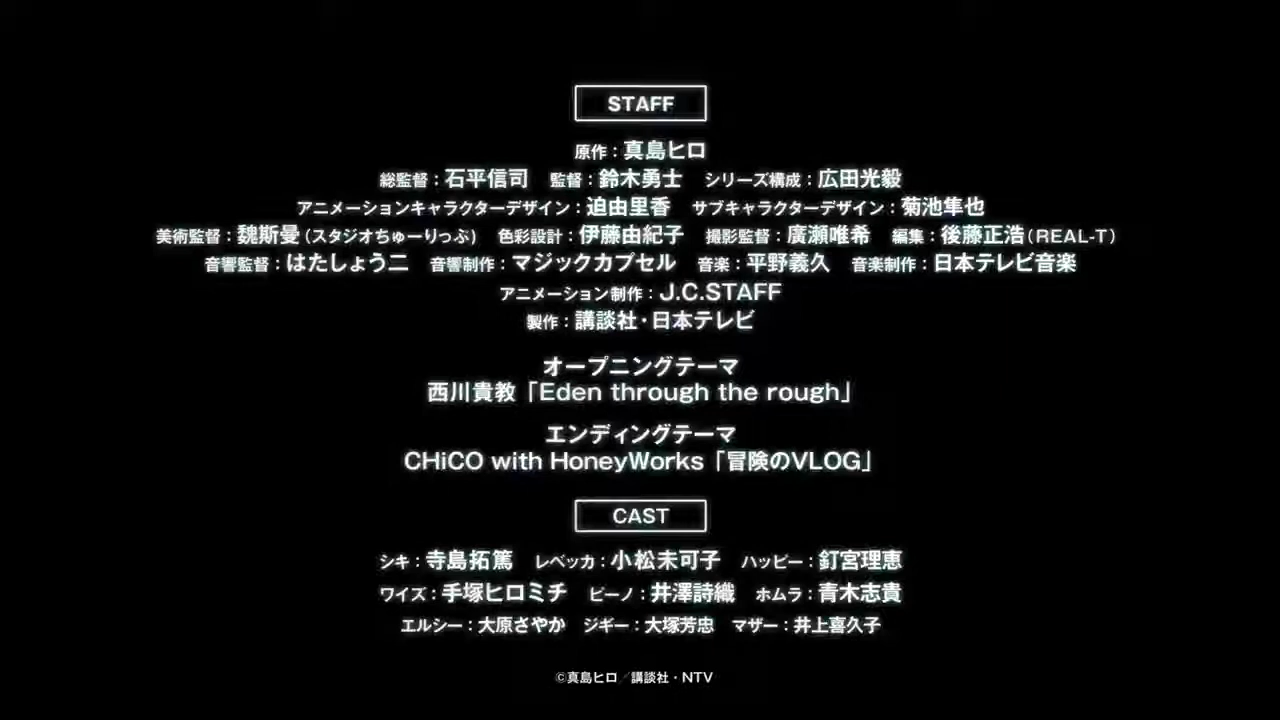 STAFF
原作：真島ヒロ
総監督：石平信司　監督：鈴木勇士　シリーズ構成：広田光毅
アニメーションキャラクターデザイン：迫由里香　サブキャラクターデザイン：菊池隼也
美術監督：魏斯曼（スタジオちゅーりっぷ）　色彩設計：伊藤由紀子　撮影監督：廣瀬唯希　編集：後藤正浩（REAL-T）
音響監督：はたしょう二　音響制作：マジックカプセル　音楽：平野義久　音楽制作：日本テレビ音楽
アニメーション制作：J.C.STAFF
製作：講談社・日本テレビ
オープニングテーマ
西川貴教「Eden through the rough」
エンディングテーマ
CHiCO with HoneyWorks「冒険のVLOG」
CAST
シキ：寺島拓篤　レベッカ：小松未可子　ハッピー：釘宮理恵
ワイズ：手塚ヒロミチ　ピーノ：井澤詩織　ホムラ：青木志貴
エルシー：大原さやか　ジギー：大塚芳忠　マザー：井上喜久子
©真島ヒロ／講談社・NTV